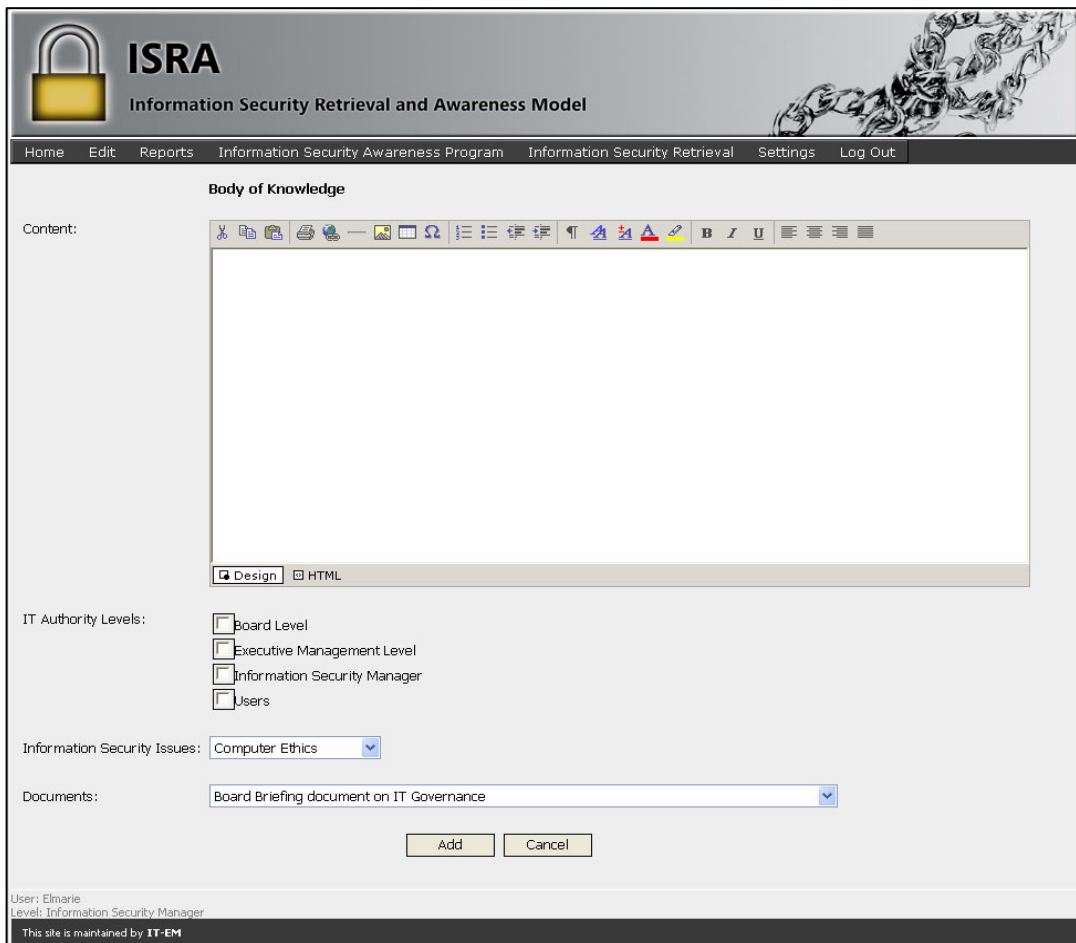 ISRA
Information Security Retrieval and Awareness Model
Home Edit Reports Information Security Awareness Program Information Security Retrieval Settings Log Out
Body of Knowledge
Content:
¶ A A A B I U
Design HTML
IT Authority Levels:
Board Level
Executive Management Level
Information Security Manager
Users
Information Security Issues: Computer Ethics
Documents: Board Briefing document on IT Governance
Add Cancel
User: Elmarie
Level: Information Security Manager
This site is maintained by IT-EM